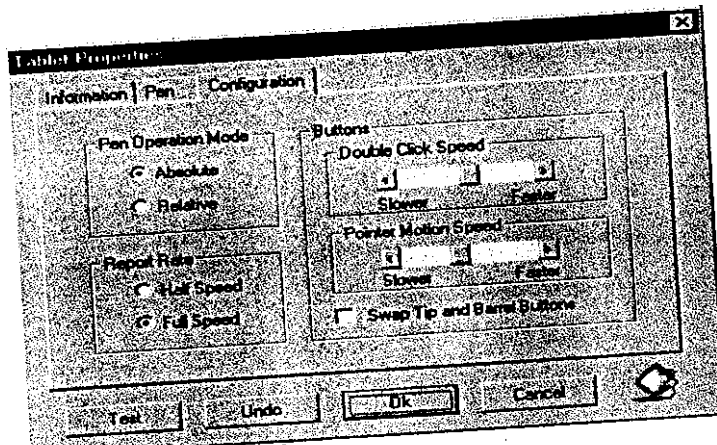 Tablet Properties
Information Pen Configuration
Pen Operation Mode
Absolute
Relative
Report Rate
Half Speed
Full Speed
Buttons
Double Click Speed
Slower Faster
Pointer Motion Speed
Slower Faster
Swap Tip and Barrel Buttons
Test Undo Ok Cancel